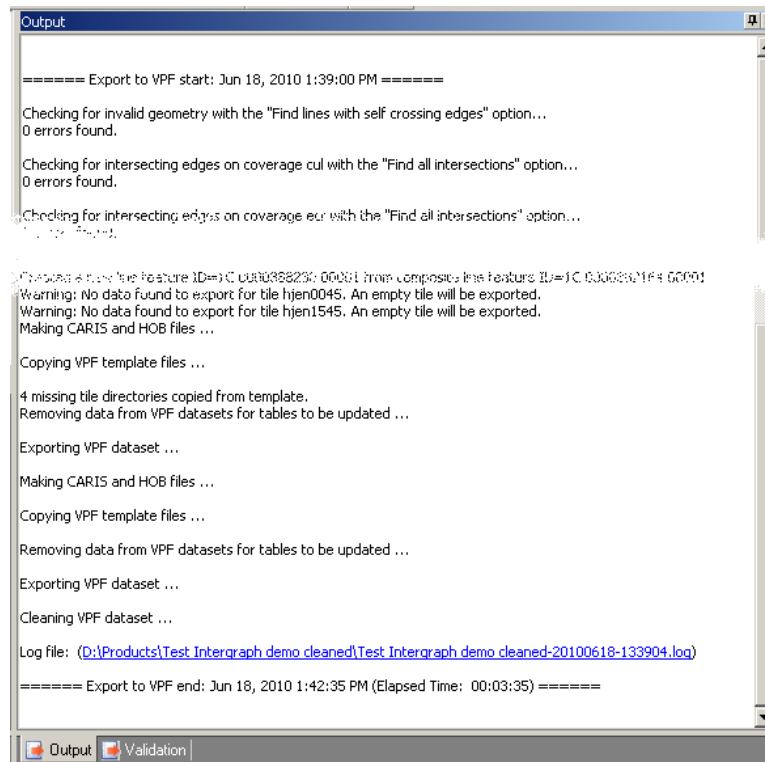 Output
====== Export to VPF start: Jun 18, 2010 1:39:00 PM ======
Checking for invalid geometry with the "Find lines with self crossing edges" option...
0 errors found.
Checking for intersecting edges on coverage cul with the "Find all intersections" option...
0 errors found.
Checking for intersecting edges on coverage ecr with the "Find all intersections" option...
line feature from composite line feature
Warning: No data found to export for tile hjen0045. An empty tile will be exported.
Warning: No data found to export for tile hjen1545. An empty tile will be exported.
Making CARIS and HOB files ...
Copying VPF template files ...
4 missing tile directories copied from template.
Removing data from VPF datasets for tables to be updated ...
Exporting VPF dataset ...
Making CARIS and HOB files ...
Copying VPF template files ...
Removing data from VPF datasets for tables to be updated ...
Exporting VPF dataset ...
Cleaning VPF dataset ...
Log file: (D:\Products\Test Intergraph demo cleaned\Test Intergraph demo cleaned-20100618-133904.log)
====== Export to VPF end: Jun 18, 2010 1:42:35 PM (Elapsed Time: 00:03:35) ======
Output Validation